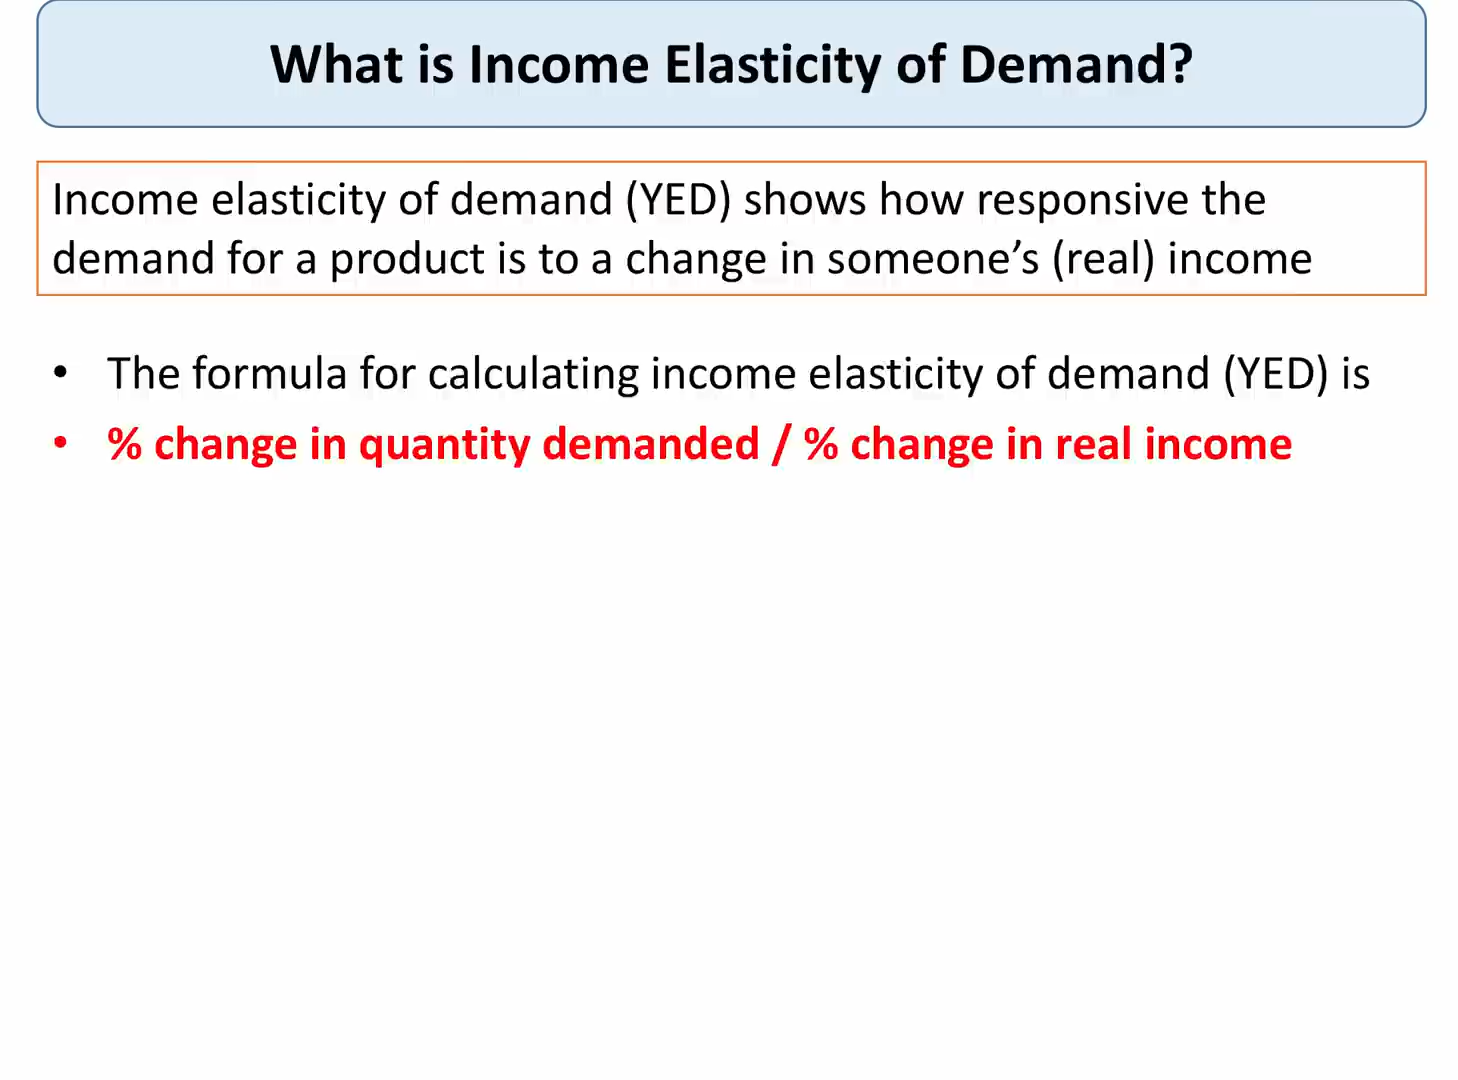 What is Income Elasticity of Demand?
Income elasticity of demand (YED) shows how responsive the
demand for a product is to a change in someone’s (real) income
• The formula for calculating income elasticity of demand (YED) is
• % change in quantity demanded / % change in real income